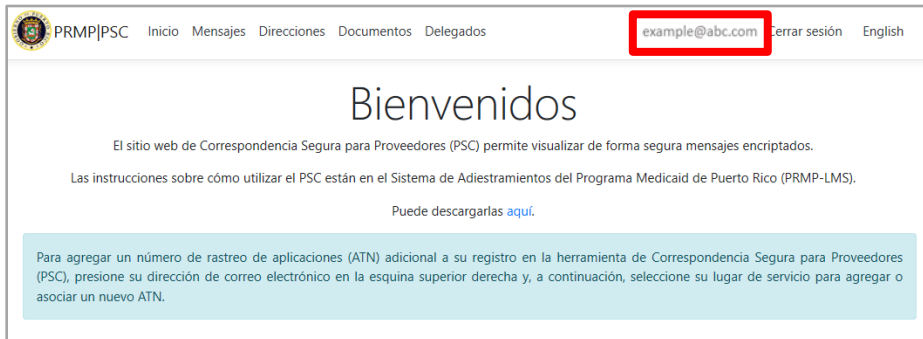 PRMP|PSC Inicio Mensajes Direcciones Documentos Delegados example@abc.com Cerrar sesión English
Bienvenidos
El sitio web de Correspondencia Segura para Proveedores (PSC) permite visualizar de forma segura mensajes encriptados.
Las instrucciones sobre cómo utilizar el PSC están en el Sistema de Adiestramientos del Programa Medicaid de Puerto Rico (PRMP-LMS).
Puede descargarlas aquí.
Para agregar un número de rastreo de aplicaciones (ATN) adicional a su registro en la herramienta de Correspondencia Segura para Proveedores
(PSC), presione su dirección de correo electrónico en la esquina superior derecha y, a continuación, seleccione su lugar de servicio para agregar o
asociar un nuevo ATN.